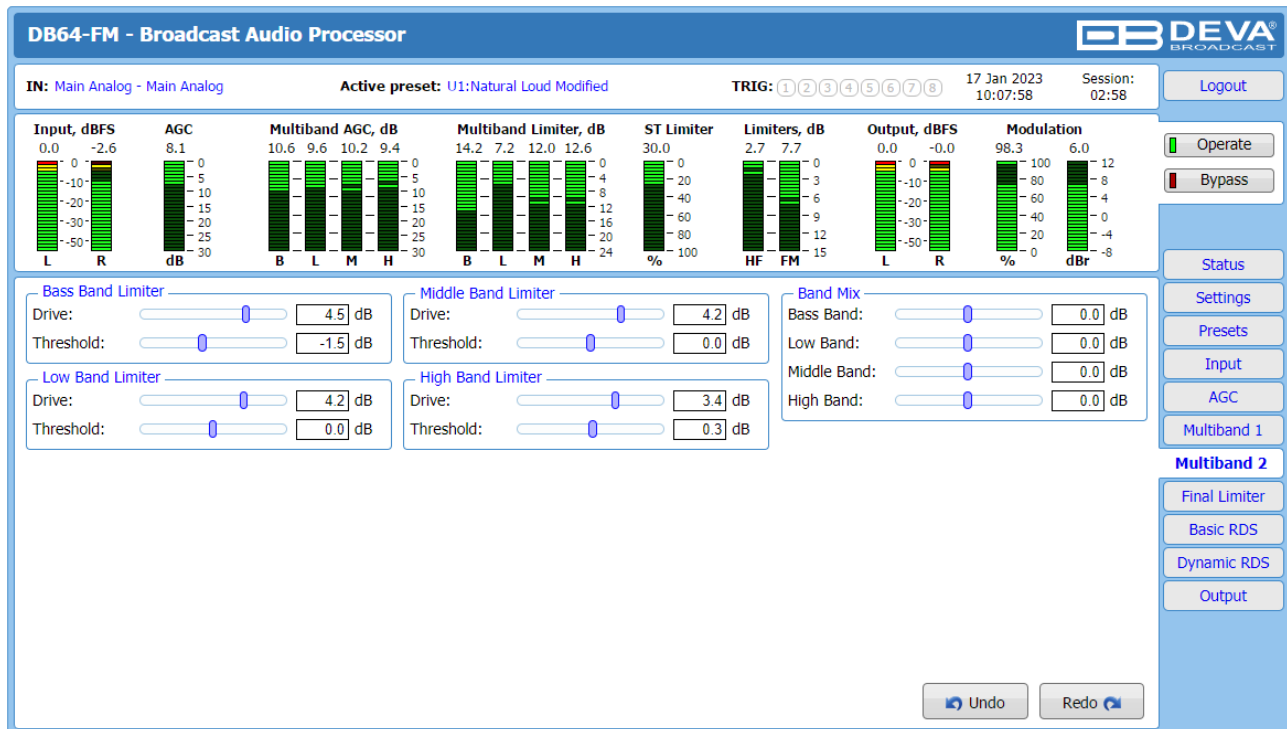 DB64-FM - Broadcast Audio Processor
DEVA®
BROADCAST
IN: Main Analog - Main Analog Active preset: U1:Natural Loud Modified TRIG: 1 2 3 4 5 6 7 8 17 Jan 2023 Session:
10:07:58 02:58
Logout
Input, dBFS AGC Multiband AGC, dB Multiband Limiter, dB ST Limiter Limiters, dB Output, dBFS Modulation
0.0 -2.6 8.1 10.6 9.6 10.2 9.4 14.2 7.2 12.0 12.6 30.0 2.7 7.7 0.0 -0.0 98.3 6.0
0 -10 -20 -30 -50
0 5 10 15 20 25 30
0 5 10 15 20 25 30
0 4 8 12 16 20 24
0 20 40 60 80 100
0 3 6 9 12 15
0 -10 -20 -30 -50
100 80 60 40 20 0
12 8 4 0 -4 -8
L R dB B L M H B L M H % HF FM L R % dBr
Operate
Bypass
Bass Band Limiter
Drive: 4.5 dB
Threshold: -1.5 dB
Low Band Limiter
Drive: 4.2 dB
Threshold: 0.0 dB
Middle Band Limiter
Drive: 4.2 dB
Threshold: 0.0 dB
High Band Limiter
Drive: 3.4 dB
Threshold: 0.3 dB
Band Mix
Bass Band: 0.0 dB
Low Band: 0.0 dB
Middle Band: 0.0 dB
High Band: 0.0 dB
Status
Settings
Presets
Input
AGC
Multiband 1
Multiband 2
Final Limiter
Basic RDS
Dynamic RDS
Output
Undo Redo